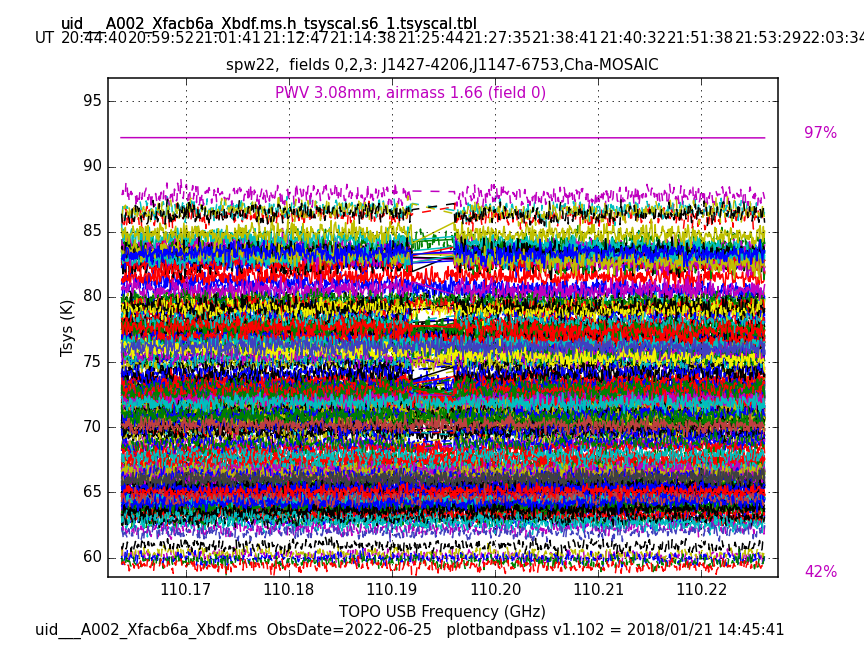 uid___A002_Xfacb6a_Xbdf.ms.h_tsyscal.s6_1.tsyscal.tbl
UT 20:44:40 20:59:52 21:01:41 21:12:47 21:14:38 21:25:44 21:27:35 21:38:41 21:40:32 21:51:38 21:53:29 22:03:34
spw22, fields 0,2,3: J1427-4206,J1147-6753,Cha-MOSAIC
PWV 3.08mm, airmass 1.66 (field 0)
97%
95
90
85
80
75
70
65
60
42%
Tsys (K)
110.17 110.18 110.19 110.20 110.21 110.22
TOPO USB Frequency (GHz)
uid___A002_Xfacb6a_Xbdf.ms ObsDate=2022-06-25 plotbandpass v1.102 = 2018/01/21 14:45:41